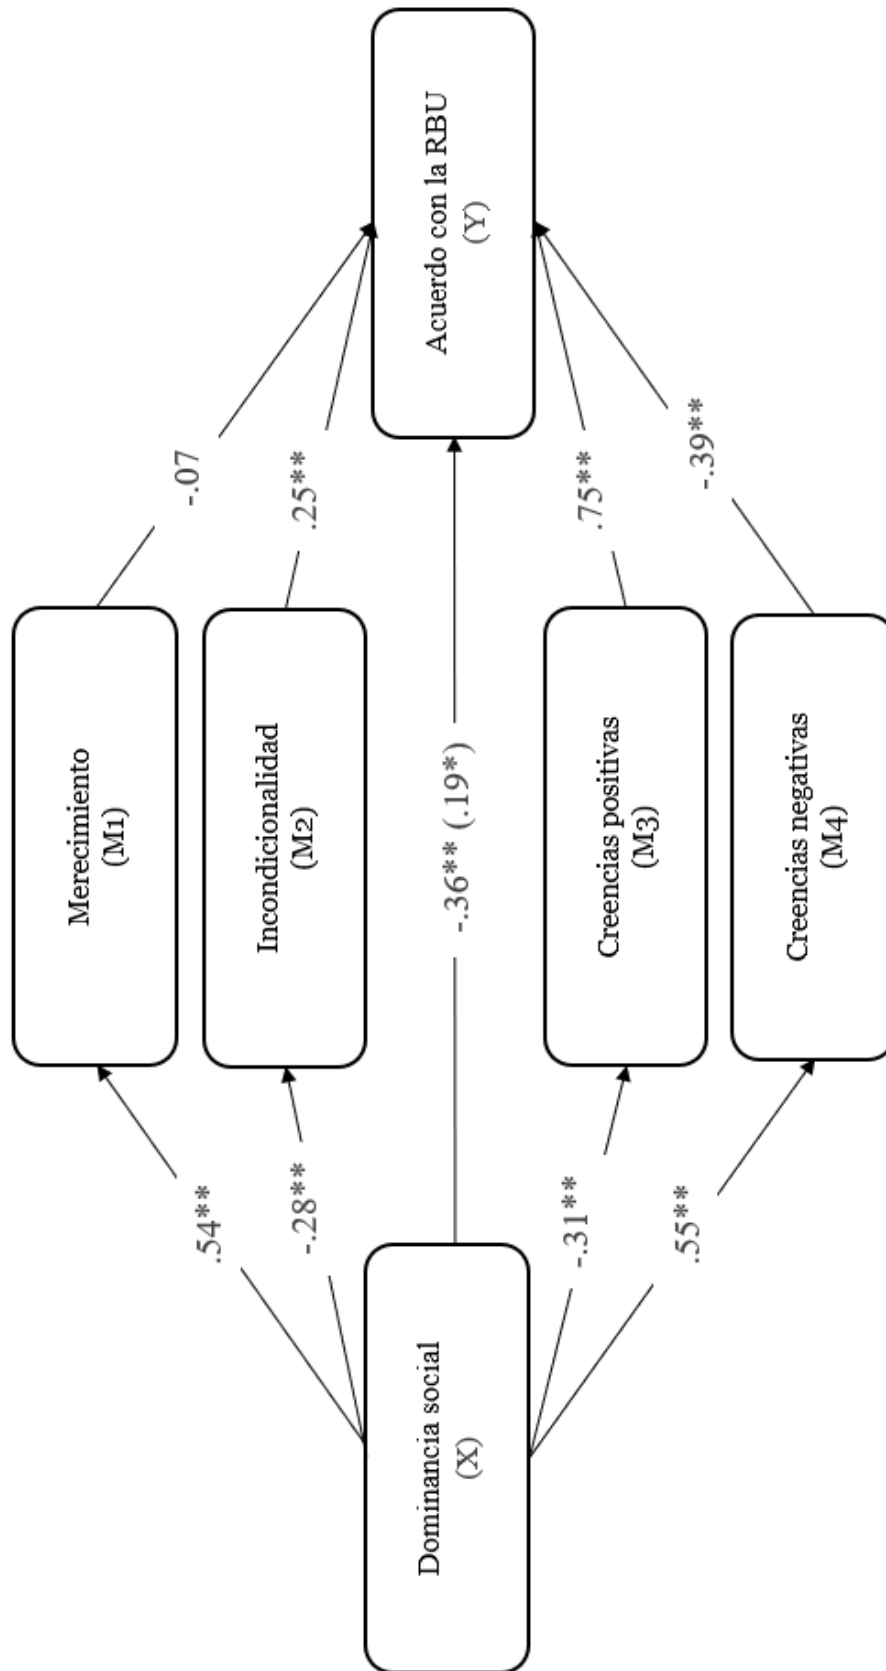 Merecimiento
(M1)
.54**
-.07
Incondicionalidad
(M2)
-.28**
.25**
Dominancia social
(X)
-.36** (.19*)
Acuerdo con la RBU
(Y)
Creencias positivas
(M3)
-.31**
.75**
Creencias negativas
(M4)
.55**
-.39**